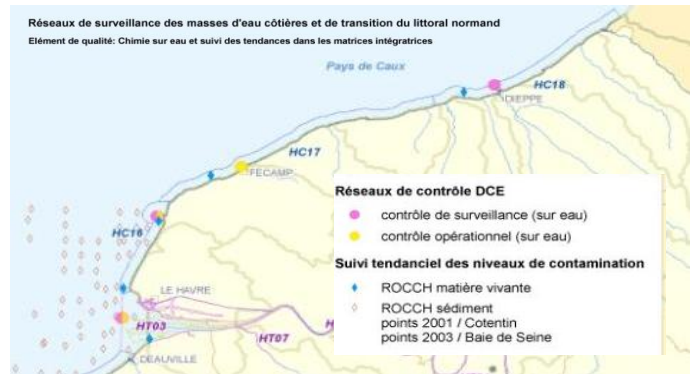 Réseaux de surveillance des masses d'eau côtières et de transition du littoral normand
Elément de qualité: Chimie sur eau et suivi des tendances dans les matrices intégratrices
Pays de Caux
HC18
DIEPPE
HC17
FECAMP
HC16
LE HAVRE
HT03
HT07
H
DEAUVILLE
Réseaux de contrôle DCE
contrôle de surveillance (sur eau)
contrôle opérationnel (sur eau)
Suivi tendanciel des niveaux de contamination
ROCCH matière vivante
ROCCH sédiment
points 2001 / Cotentin
points 2003 / Baie de Seine